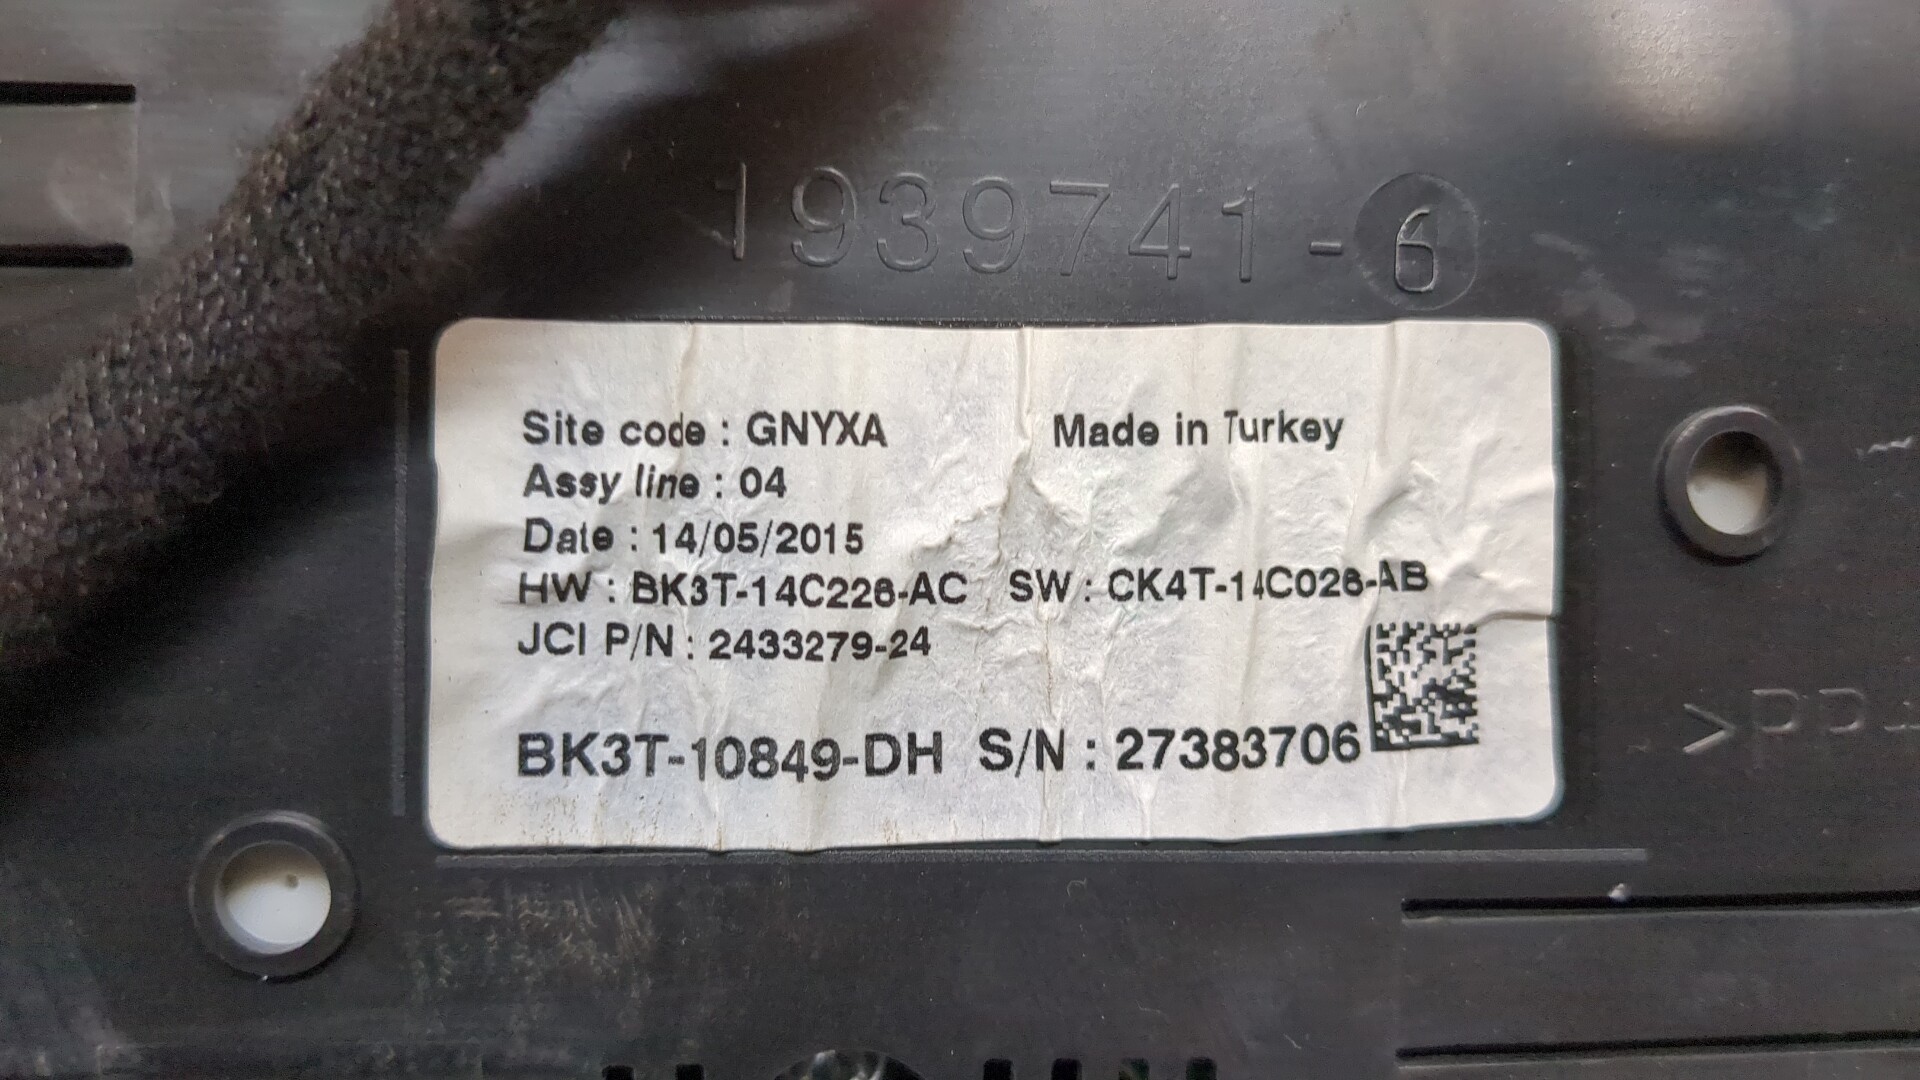 1939741-6
Site code : GNYXA Made in Turkey
Assy line : 04
Date : 14/05/2015
HW : BK3T-14C226-AC SW : CK4T-14C026-AB
JCI P/N : 2433279-24
BK3T-10849-DH S/N : 27383706